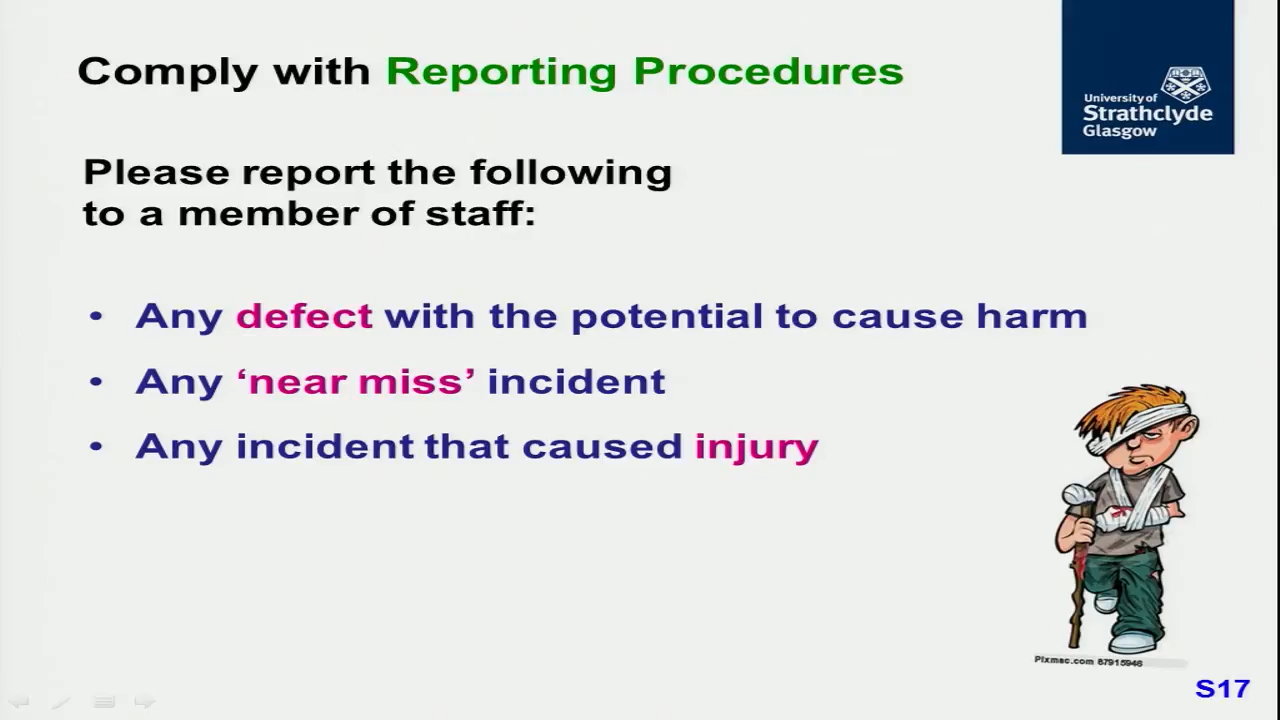 Comply with Reporting Procedures
University of
Strathclyde
Glasgow
Please report the following
to a member of staff:
• Any defect with the potential to cause harm
• Any ‘near miss’ incident
• Any incident that caused injury
Pixmac.com 87915946
S17